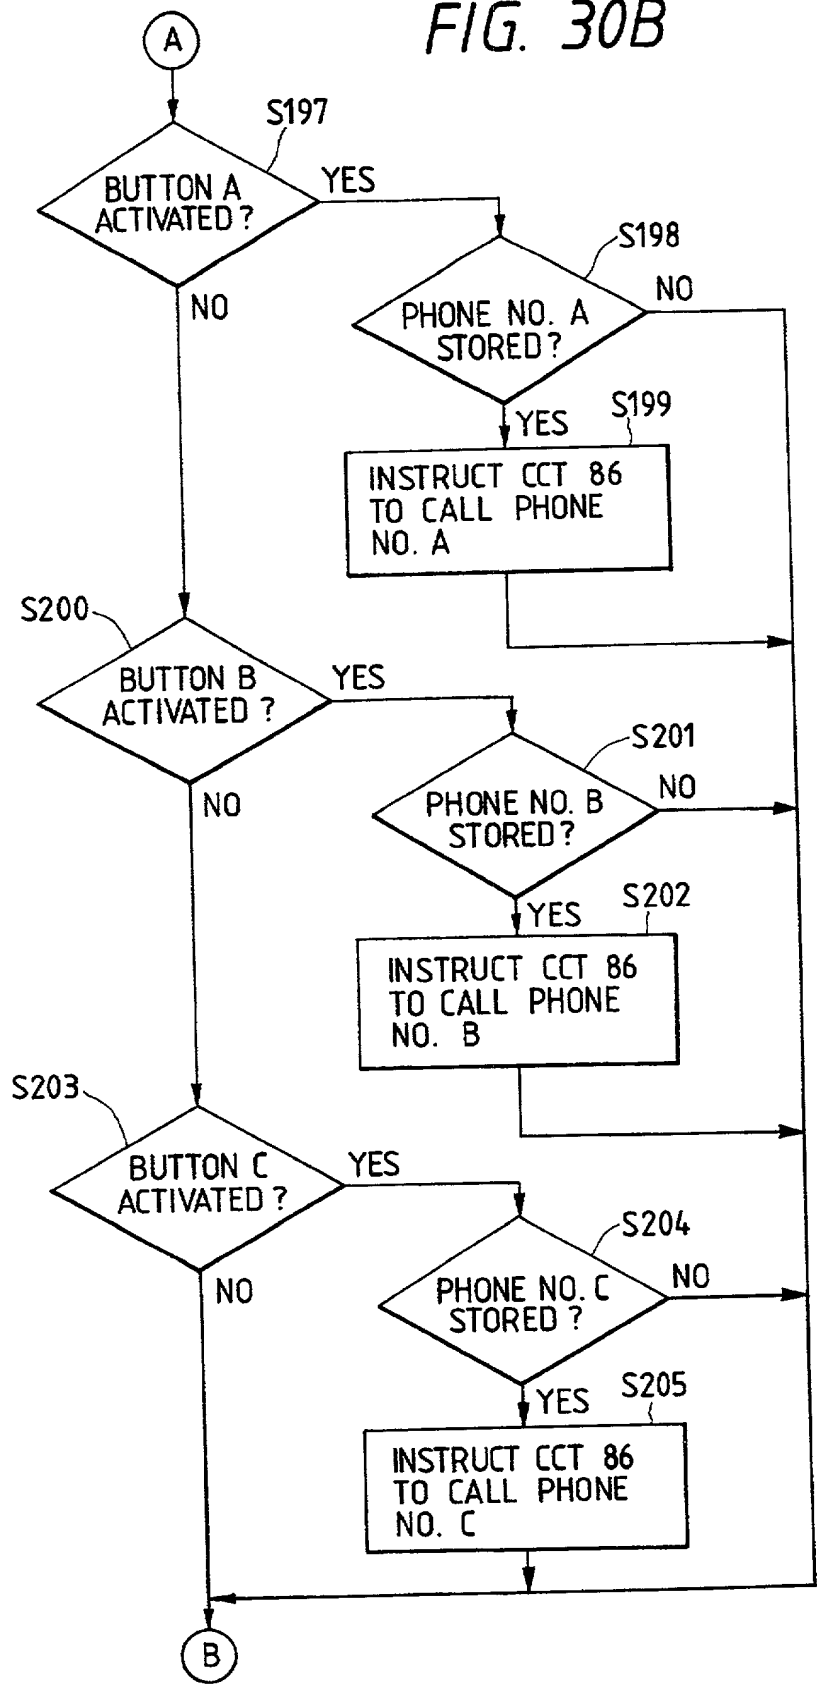 FIG. 30B
A
S197
BUTTON A
ACTIVATED?
YES
NO
S198
PHONE NO. A
STORED?
NO
YES
S199
INSTRUCT CCT 86
TO CALL PHONE
NO. A
S200
BUTTON B
ACTIVATED?
YES
NO
S201
PHONE NO. B
STORED?
NO
YES
S202
INSTRUCT CCT 86
TO CALL PHONE
NO. B
S203
BUTTON C
ACTIVATED?
YES
NO
S204
PHONE NO. C
STORED?
NO
YES
S205
INSTRUCT CCT 86
TO CALL PHONE
NO. C
B